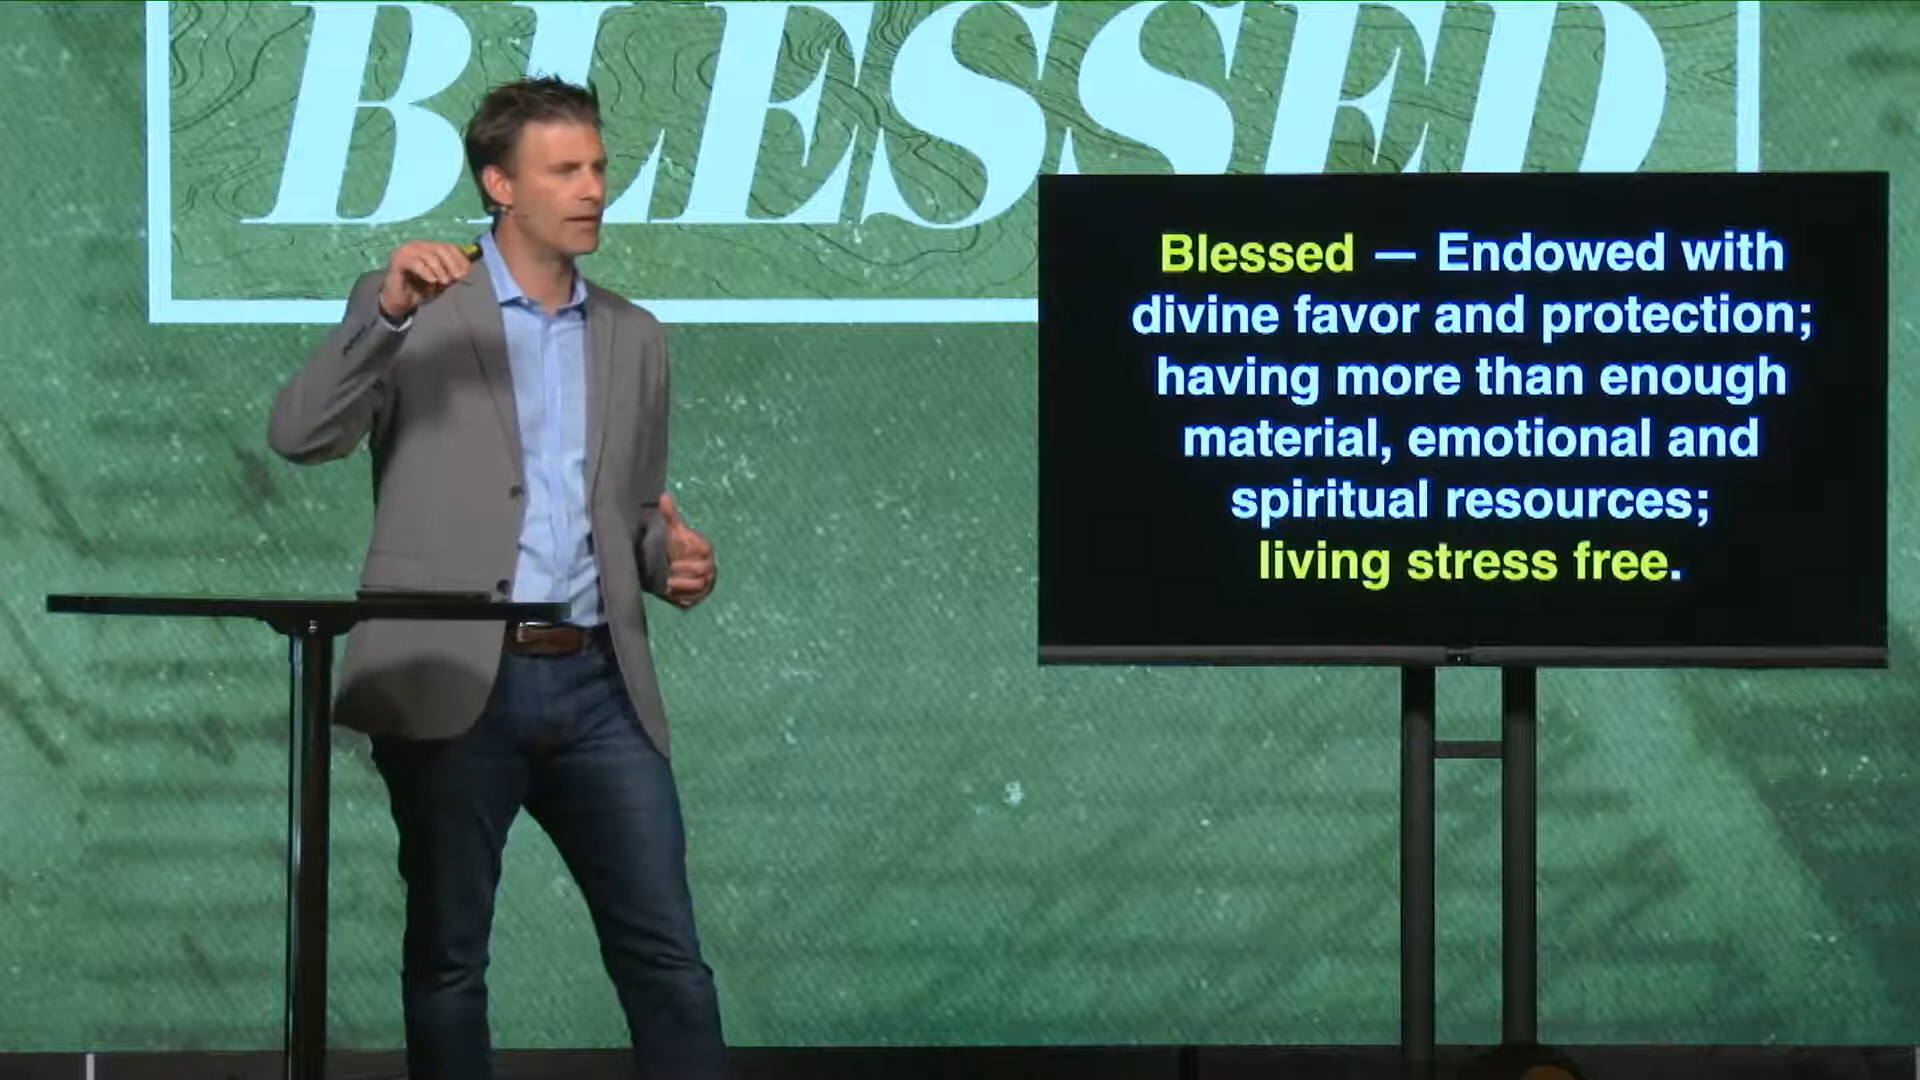 BLESSED
Blessed — Endowed with
divine favor and protection;
having more than enough
material, emotional and
spiritual resources;
living stress free.